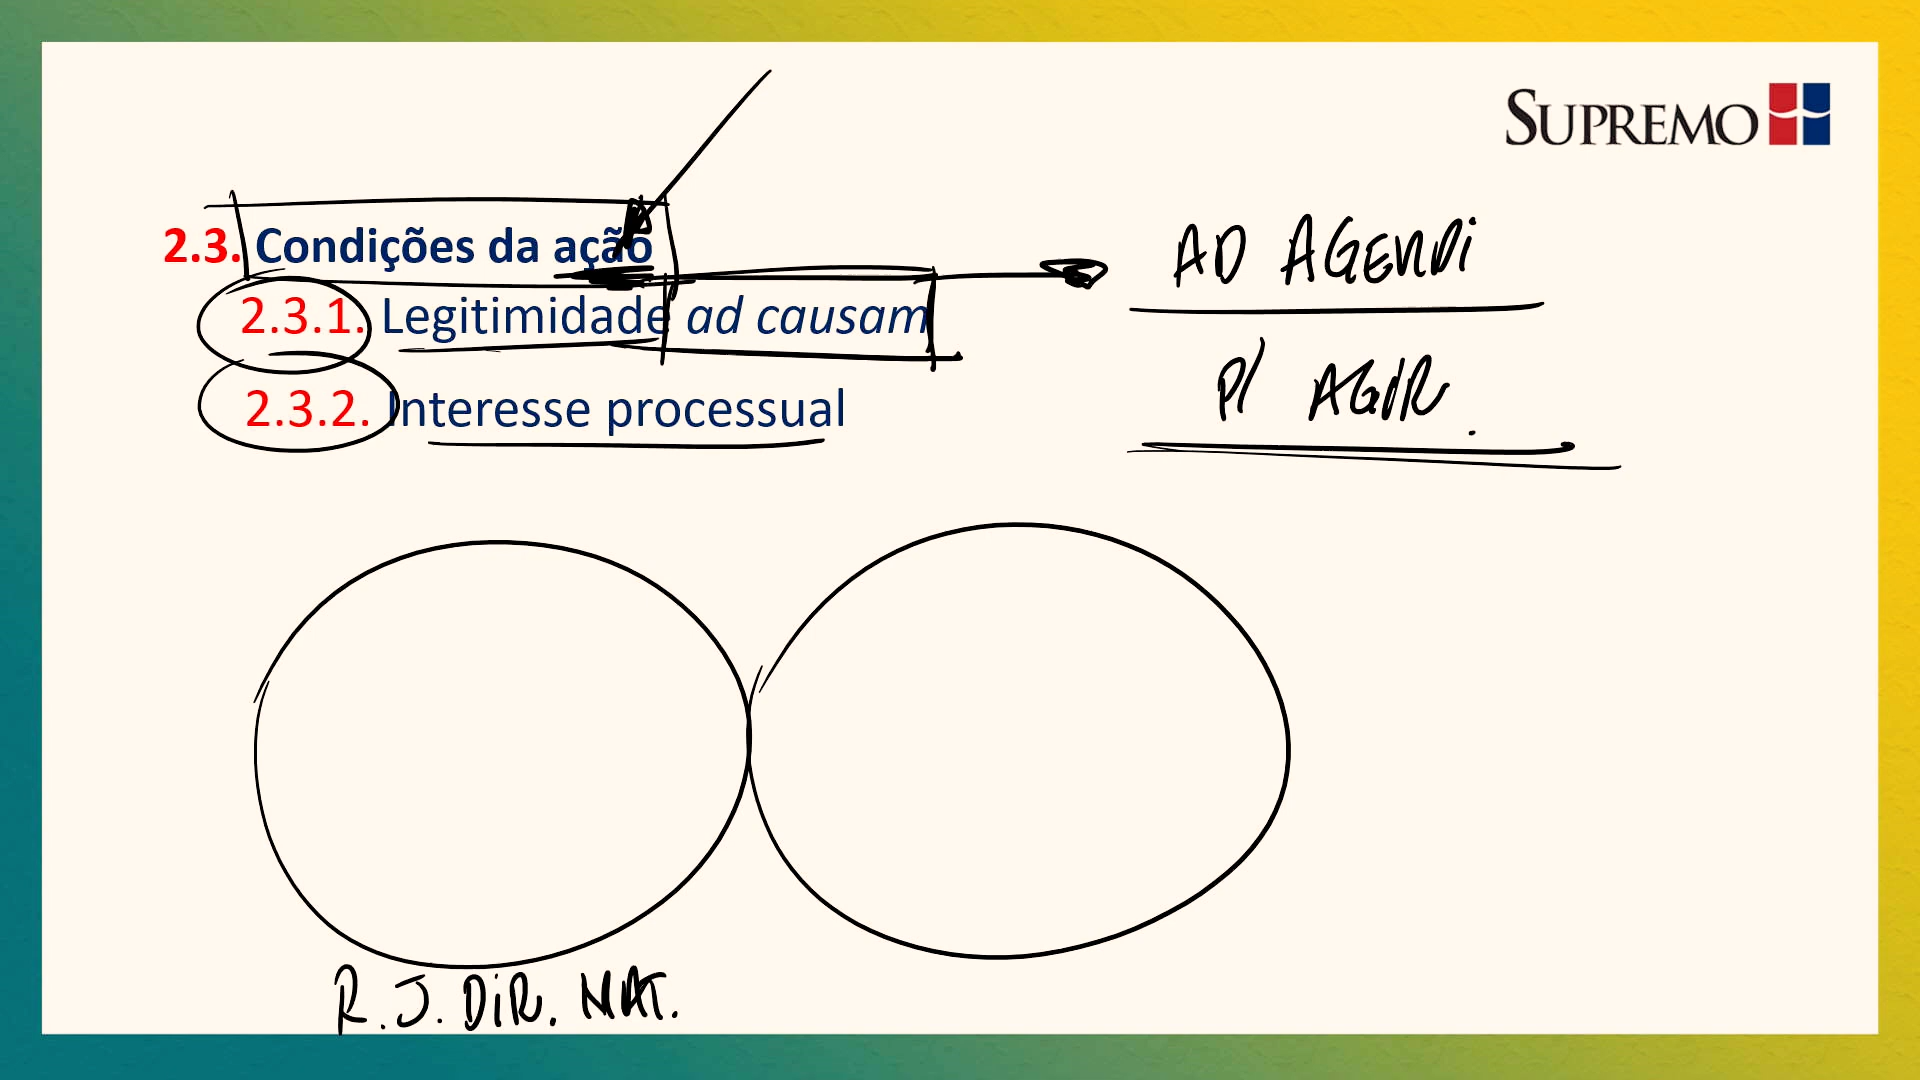 SUPREMO
2.3. Condições da ação
AD AGENDI
2.3.1. Legitimidade ad causam
P/ AGIR.
2.3.2. Interesse processual
R. J. DIR. MAT.